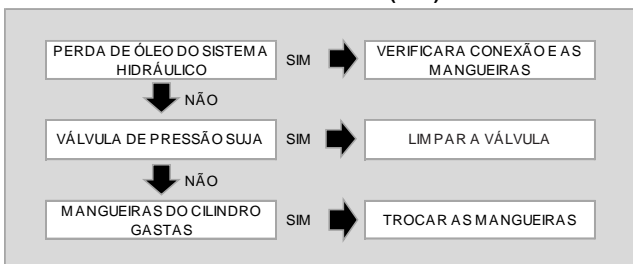 PERDA DE ÓLEO DO SISTEMA
HIDRÁULICO
SIM
VERIFICARA CONEXÃO E AS
MANGUEIRAS
NÃO
VÁLVULA DE PRESSÃO SUJA
SIM
LIMPAR A VÁLVULA
NÃO
MANGUEIRAS DO CILINDRO
GASTAS
SIM
TROCAR AS MANGUEIRAS